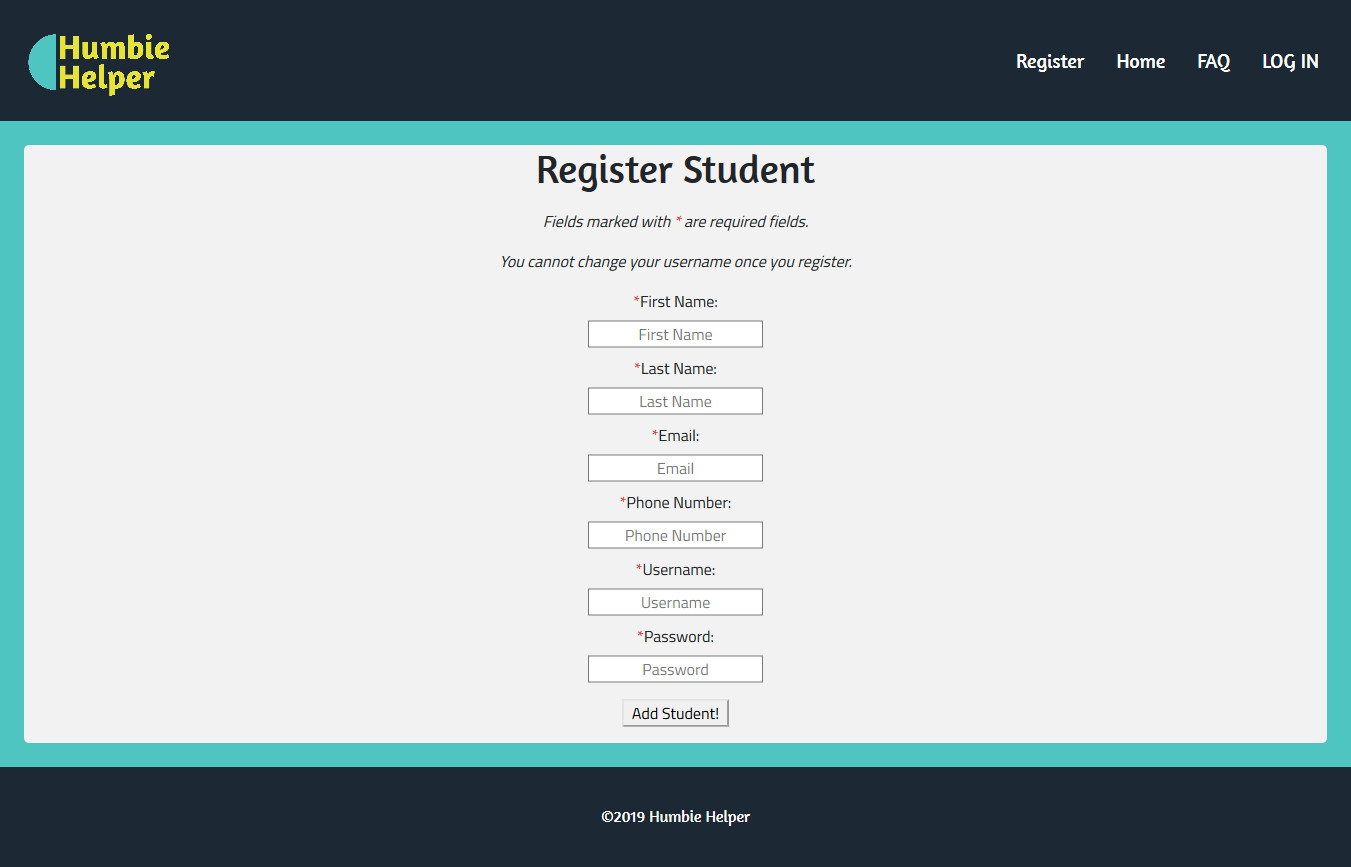 Humbie
Helper
Register Home FAQ LOG IN
Register Student
Fields marked with * are required fields.
You cannot change your username once you register.
*First Name:
First Name
*Last Name:
Last Name
*Email:
Email
*Phone Number:
Phone Number
*Username:
Username
*Password:
Password
Add Student!
©2019 Humbie Helper